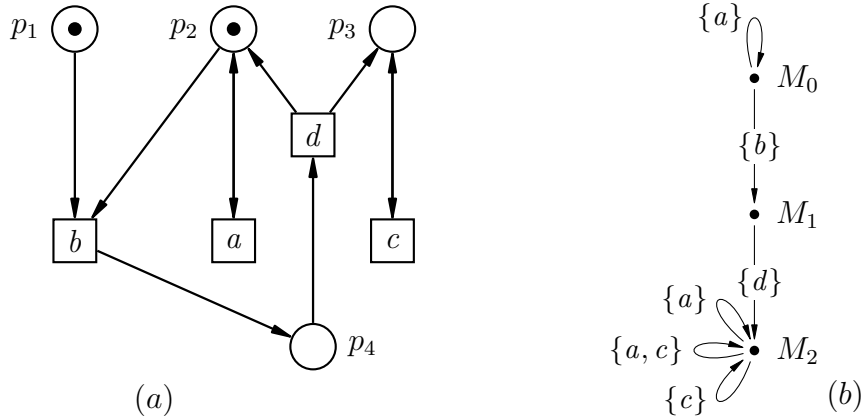 p1 p2 p3 {a}
M0
d
{b}
b a c M1
{d}
{a}
{a, c} M2
p4
{c}
(a) (b)